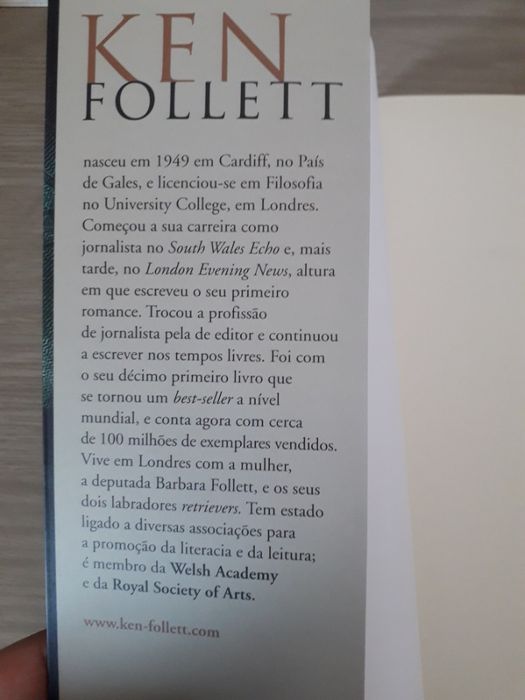 KEN
FOLLETT
nasceu em 1949 em Cardiff, no País
de Gales, e licenciou-se em Filosofia
no University College, em Londres.
Começou a sua carreira como
jornalista no South Wales Echo e, mais
tarde, no London Evening News, altura
em que escreveu o seu primeiro
romance. Trocou a profissão
de jornalista pela de editor e continuou
a escrever nos tempos livres. Foi com
o seu décimo primeiro livro que
se tornou um best-seller a nível
mundial, e conta agora com cerca
de 100 milhões de exemplares vendidos.
Vive em Londres com a mulher,
a deputada Barbara Follett, e os seus
dois labradores retrievers. Tem estado
ligado a diversas associações para
a promoção da literacia e da leitura;
é membro da Welsh Academy
e da Royal Society of Arts.
www.ken-follett.com